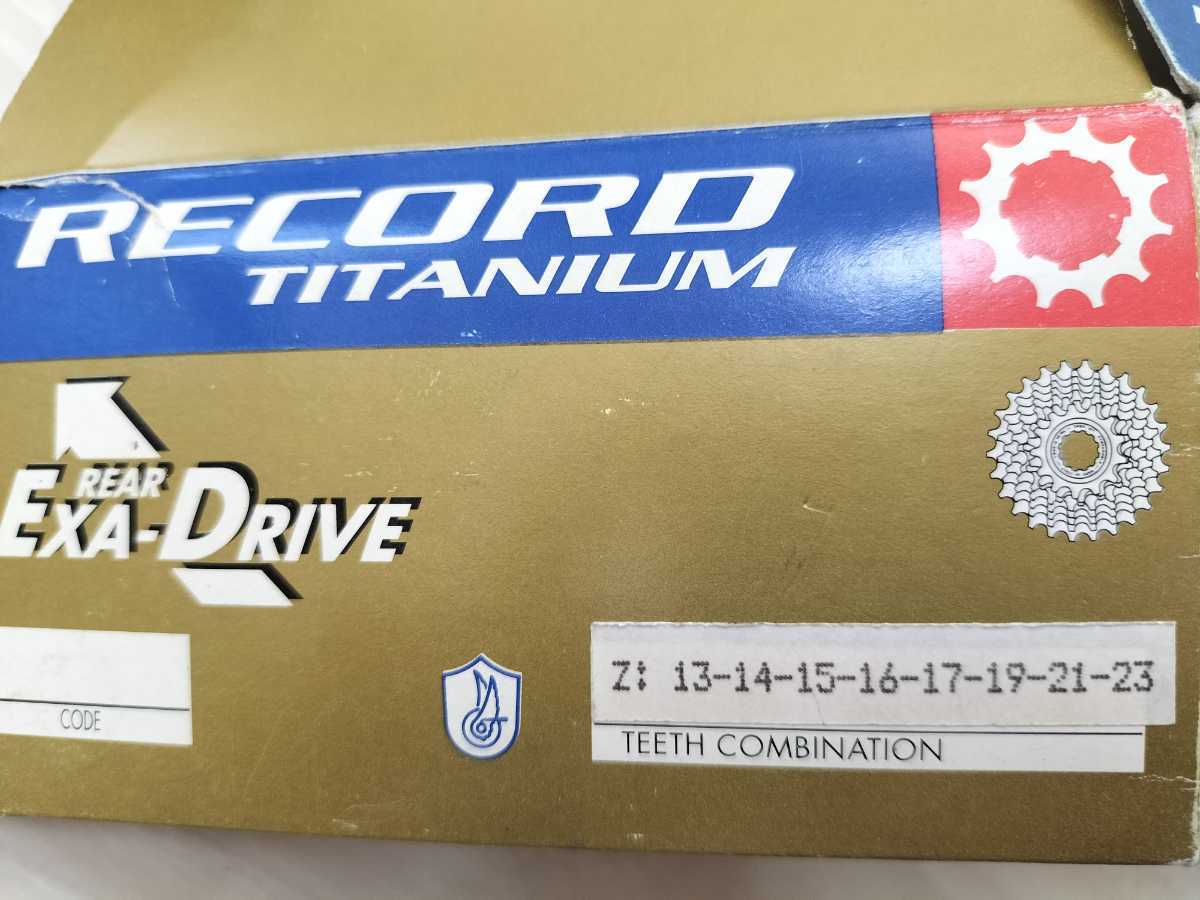 RECORD
TITANIUM
REAR
EXA-DRIVE
Z: 13-14-15-16-17-19-21-23
CODE
TEETH COMBINATION